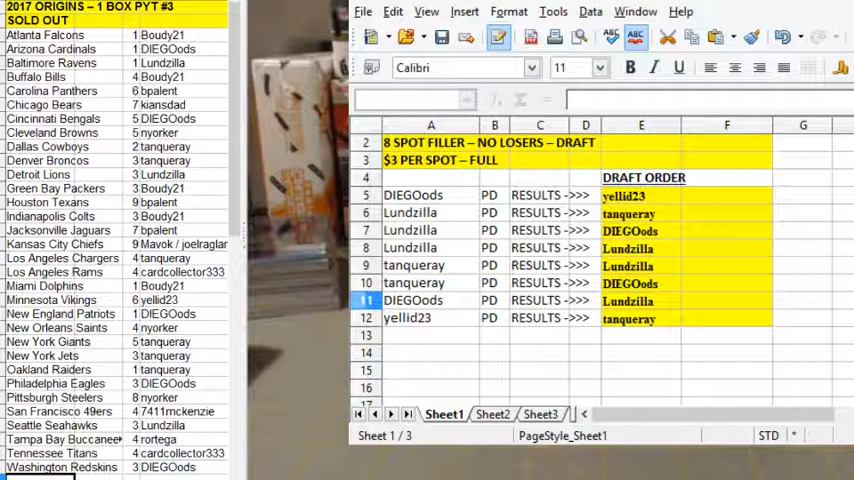 2017 ORIGINS – 1 BOX PYT #3
SOLD OUT
Atlanta Falcons 1 Boudy21
Arizona Cardinals 1 DIEGOods
Baltimore Ravens 1 Lundzilla
Buffalo Bills 4 Boudy21
Carolina Panthers 6 bpalent
Chicago Bears 7 kiansdad
Cincinnati Bengals 5 DIEGOods
Cleveland Browns 5 nyorker
Dallas Cowboys 2 tanqueray
Denver Broncos 3 tanqueray
Detroit Lions 3 Lundzilla
Green Bay Packers 3 Boudy21
Houston Texans 9 bpalent
Indianapolis Colts 3 Boudy21
Jacksonville Jaguars 7 bpalent
Kansas City Chiefs 9 Mavok / joelraglar
Los Angeles Chargers 4 tanqueray
Los Angeles Rams 4 cardcollector333
Miami Dolphins 1 Boudy21
Minnesota Vikings 6 yellid23
New England Patriots 1 DIEGOods
New Orleans Saints 4 nyorker
New York Giants 5 tanqueray
New York Jets 3 tanqueray
Oakland Raiders 1 tanqueray
Philadelphia Eagles 3 DIEGOods
Pittsburgh Steelers 8 nyorker
San Francisco 49ers 4 7411mckenzie
Seattle Seahawks 3 Lundzilla
Tampa Bay Buccanee 4 rortega
Tennessee Titans 4 cardcollector333
Washington Redskins 3 DIEGOods
File Edit View Insert Format Tools Data Window Help
ABC ABC
Calibri 11 B I U
Σ =
A B C D E F G H
2 8 SPOT FILLER – NO LOSERS – DRAFT
3 $3 PER SPOT – FULL
4 DRAFT ORDER
5 DIEGOods PD RESULTS ->>> yellid23
6 Lundzilla PD RESULTS ->>> tanqueray
7 Lundzilla PD RESULTS ->>> DIEGOods
8 Lundzilla PD RESULTS ->>> Lundzilla
9 tanqueray PD RESULTS ->>> Lundzilla
10 tanqueray PD RESULTS ->>> DIEGOods
11 DIEGOods PD RESULTS ->>> Lundzilla
12 yellid23 PD RESULTS ->>> tanqueray
13
14
15
16
17
Sheet1 Sheet2 Sheet3
Sheet 1 / 3 PageStyle_Sheet1 STD *